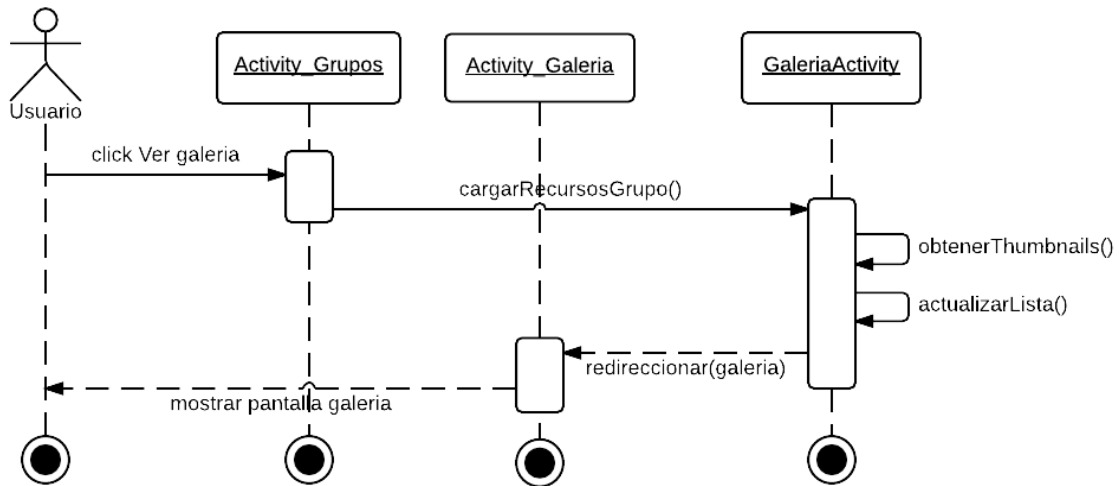 Usuario
Activity_Grupos
Activity_Galeria
GaleriaActivity
click Ver galeria
cargarRecursosGrupo()
obtenerThumbnails()
actualizarLista()
redireccionar(galeria)
mostrar pantalla galeria